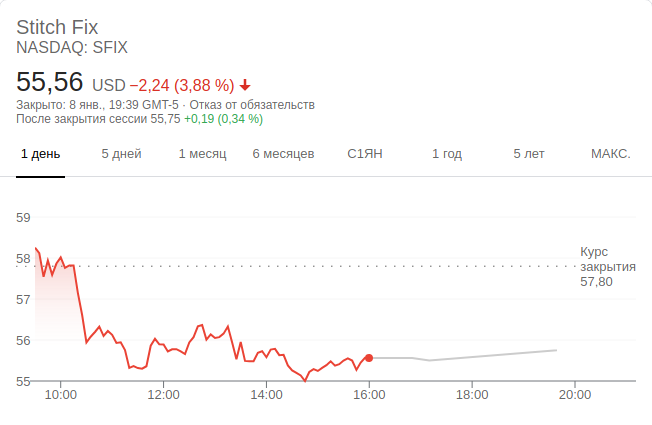 Stitch Fix
NASDAQ: SFIX
55,56 USD −2,24 (3,88 %)
Закрыто: 8 янв., 19:39 GMT-5 · Отказ от обязательств
После закрытия сессии 55,75 +0,19 (0,34 %)
1 день 5 дней 1 месяц 6 месяцев С1ЯН 1 год 5 лет МАКС.
59
58
57
56
55
Курс
закрытия
57,80
10:00 12:00 14:00 16:00 18:00 20:00